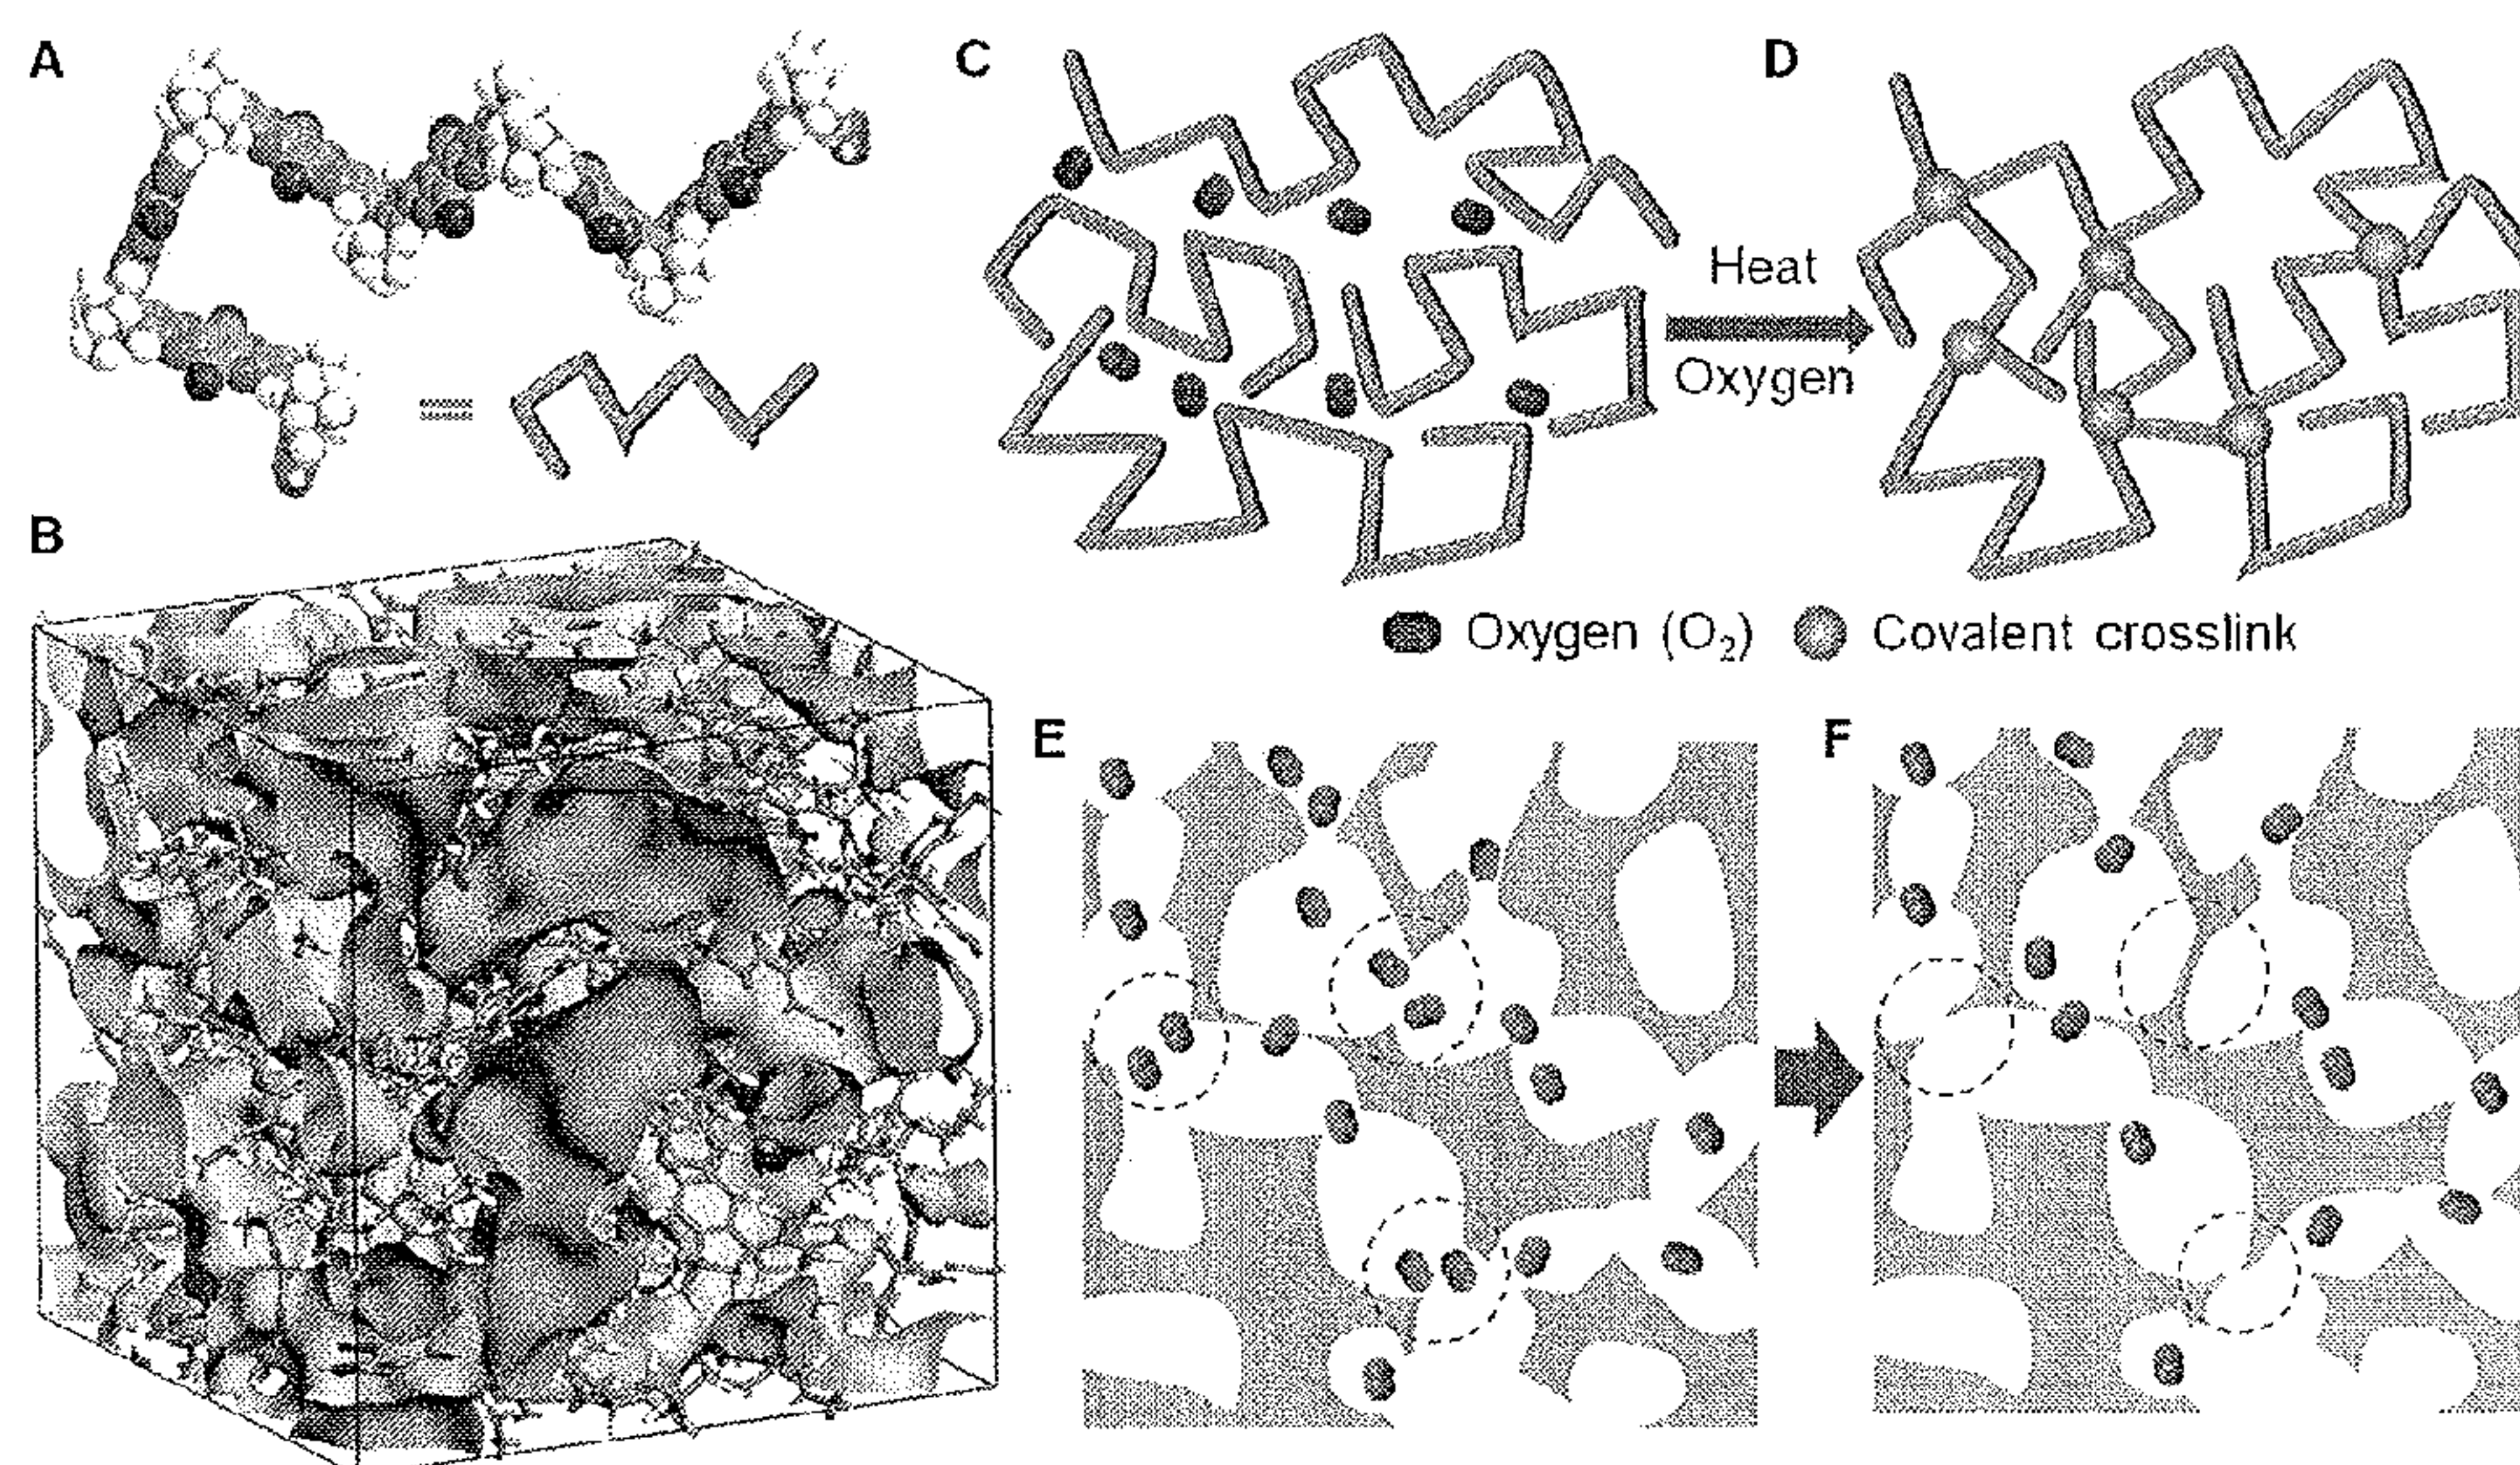 A
C
D
Heat
Oxygen
B
Oxygen (O₂)
Covalent crosslink
E
F